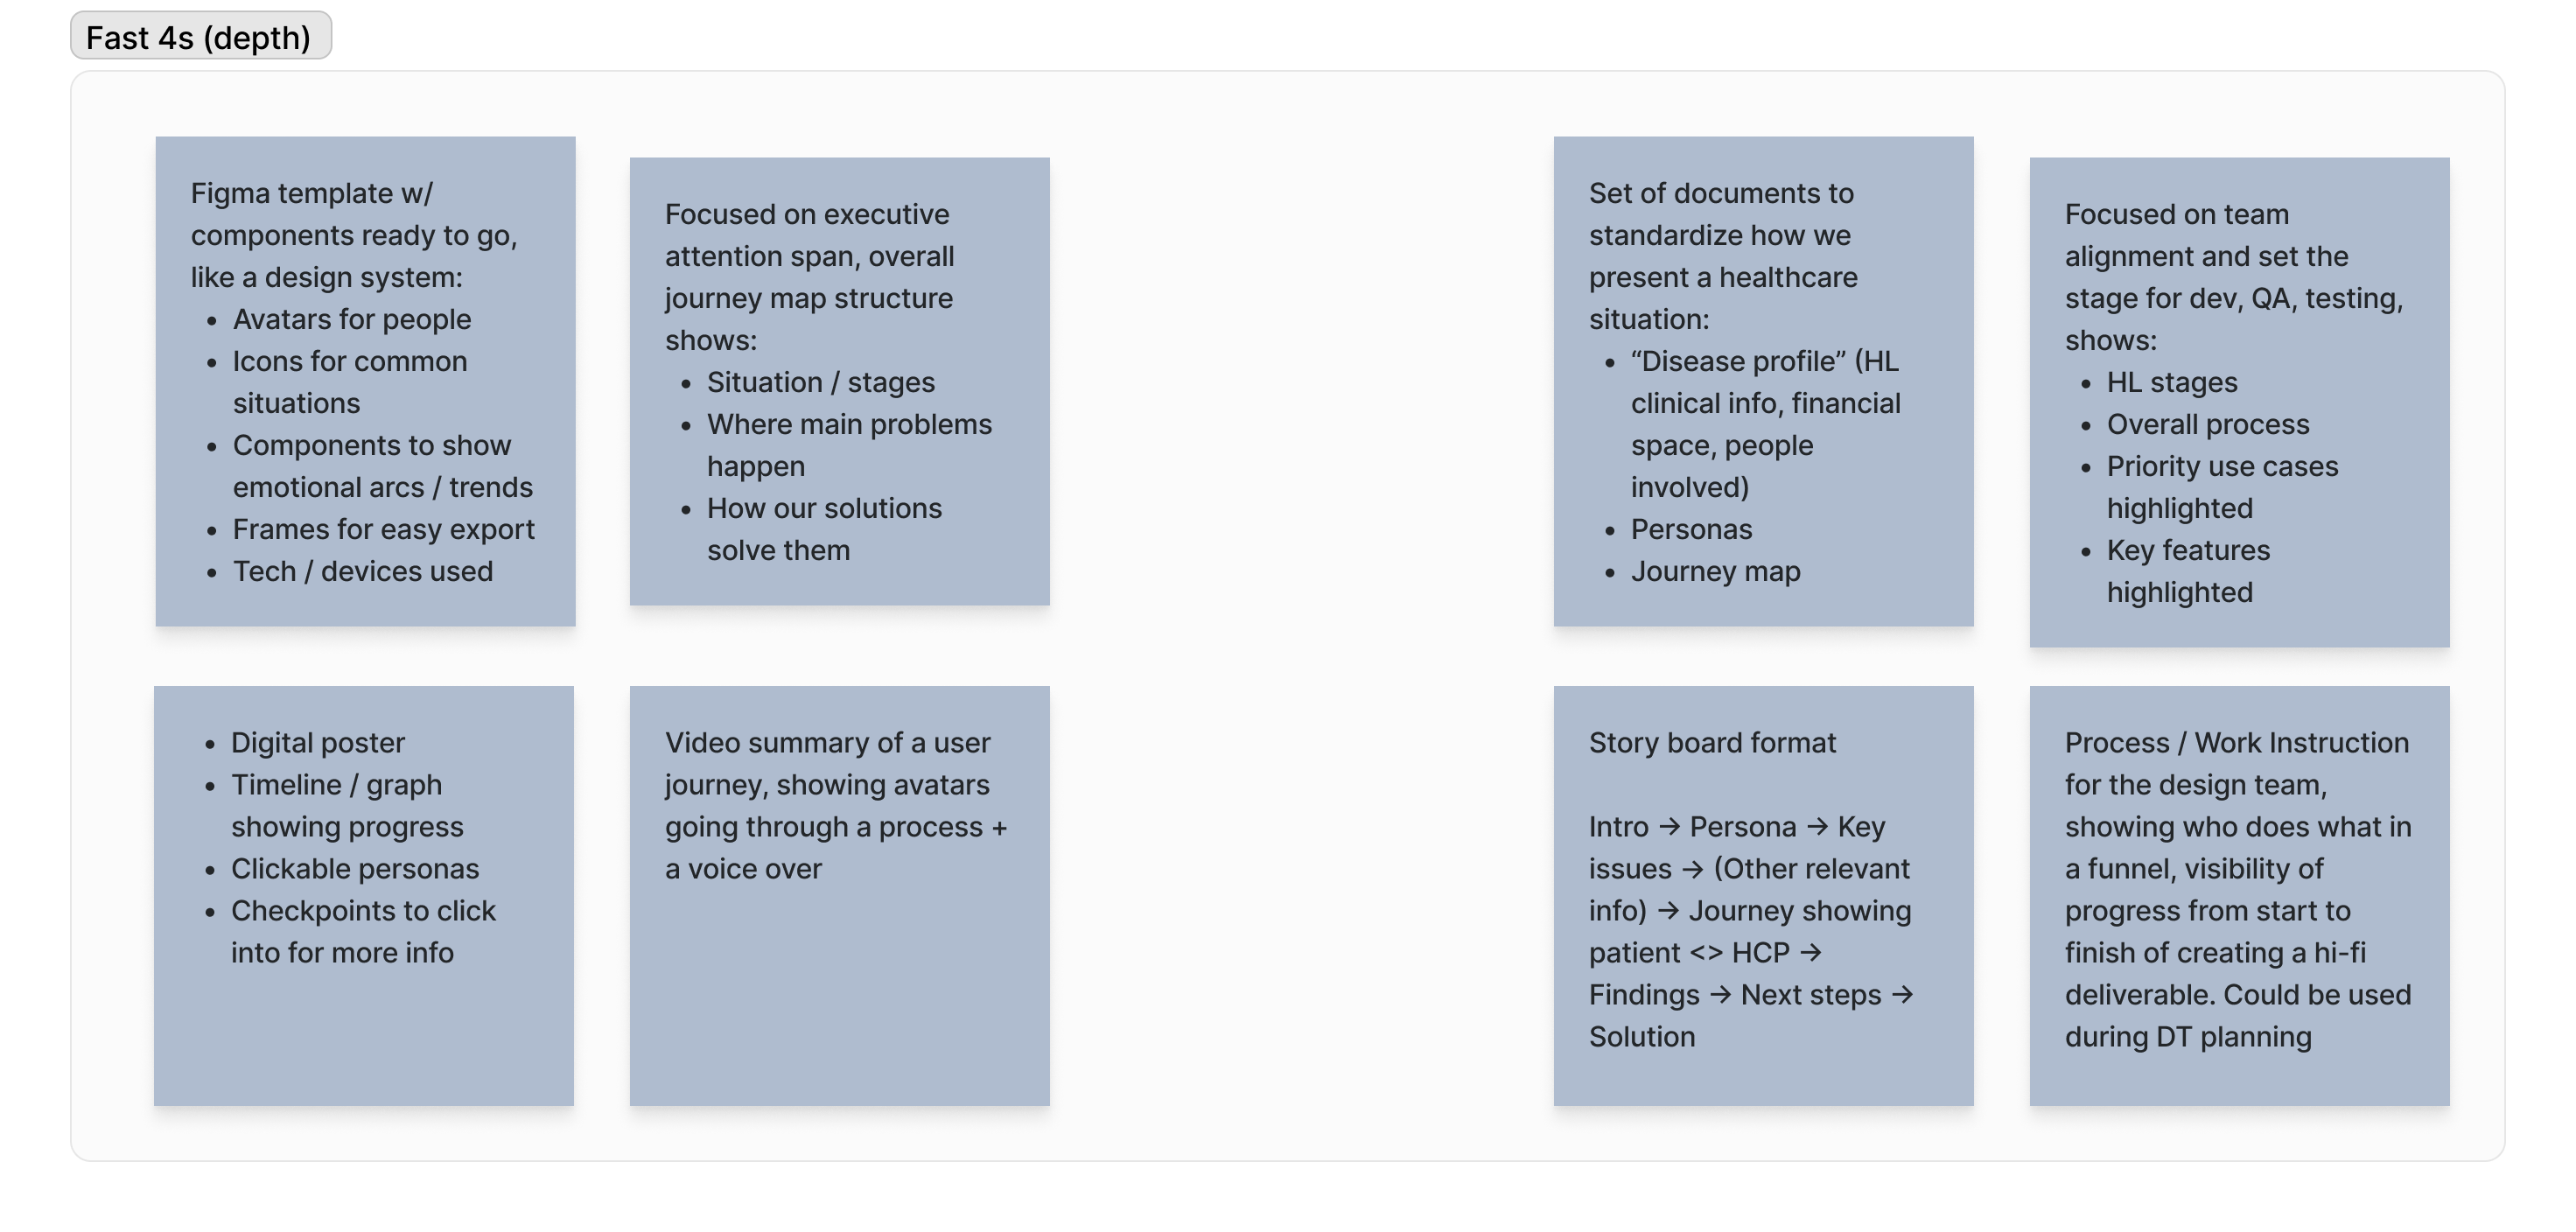 Fast 4s (depth)
Figma template w/
components ready to go,
like a design system:
• Avatars for people
• Icons for common
situations
• Components to show
emotional arcs / trends
• Frames for easy export
• Tech / devices used
Focused on executive
attention span, overall
journey map structure
shows:
• Situation / stages
• Where main problems
happen
• How our solutions
solve them
Set of documents to
standardize how we
present a healthcare
situation:
• “Disease profile” (HL
clinical info, financial
space, people
involved)
• Personas
• Journey map
Focused on team
alignment and set the
stage for dev, QA, testing,
shows:
• HL stages
• Overall process
• Priority use cases
highlighted
• Key features
highlighted
• Digital poster
• Timeline / graph
showing progress
• Clickable personas
• Checkpoints to click
into for more info
Video summary of a user
journey, showing avatars
going through a process +
a voice over
Story board format
Intro → Persona → Key
issues → (Other relevant
info) → Journey showing
patient <> HCP →
Findings → Next steps →
Solution
Process / Work Instruction
for the design team,
showing who does what in
a funnel, visibility of
progress from start to
finish of creating a hi-fi
deliverable. Could be used
during DT planning